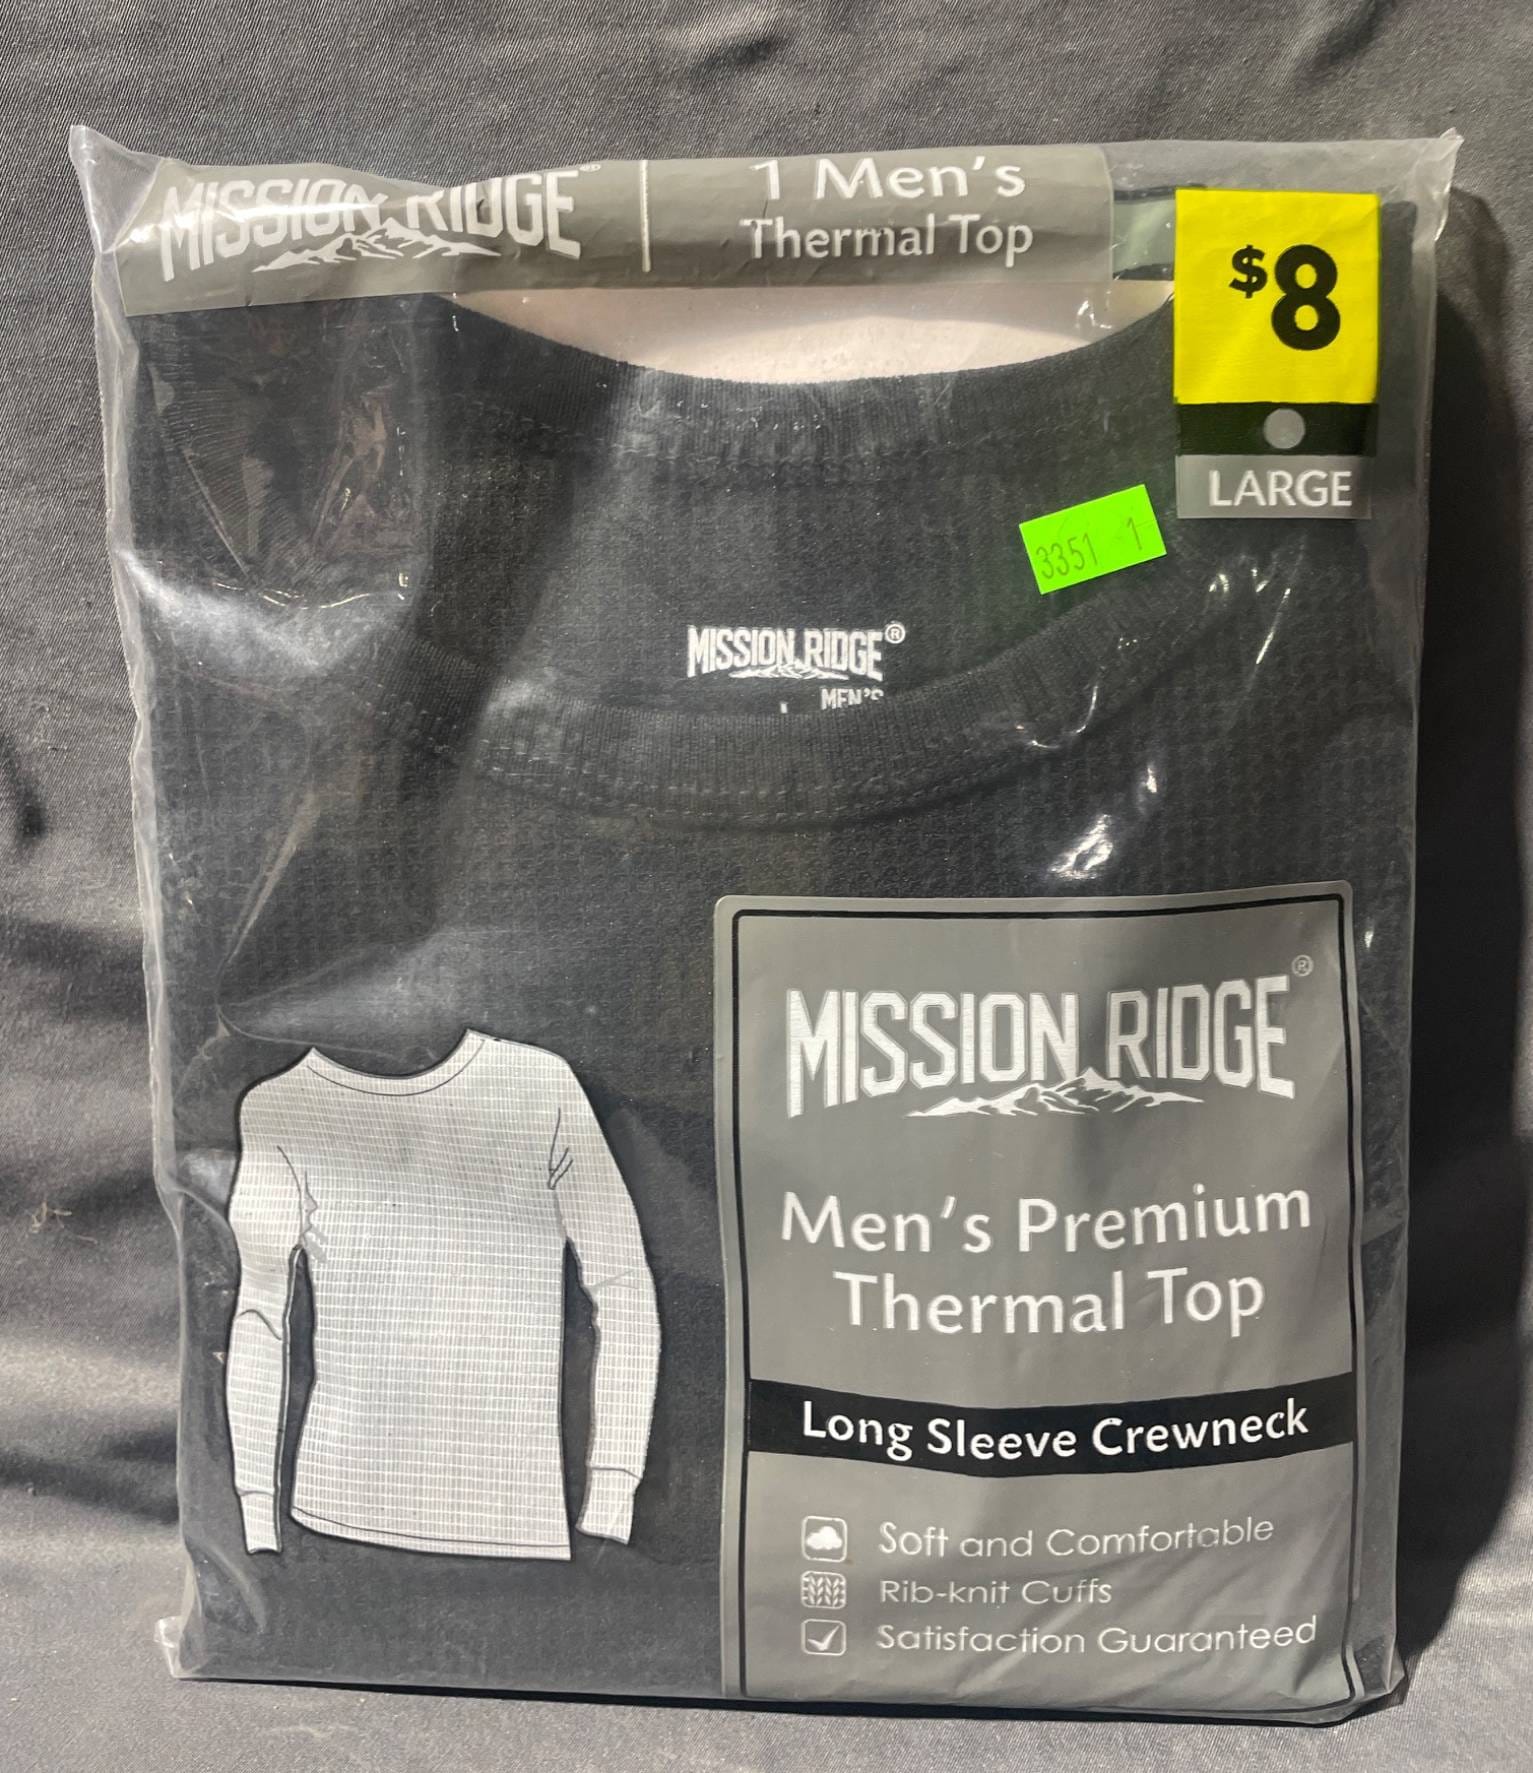 MISSION RIDGE®
1 Men's
Thermal Top
$8
LARGE
3351 1
MISSION RIDGE®
MEN'S
MISSION RIDGE®
Men's Premium
Thermal Top
Long Sleeve Crewneck
Soft and Comfortable
Rib-knit Cuffs
Satisfaction Guaranteed